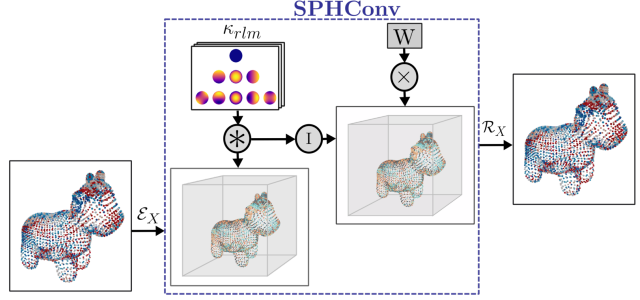 SPHConv
κ_{rlm}
W
×
*
I
ℰ_X
ℛ_X